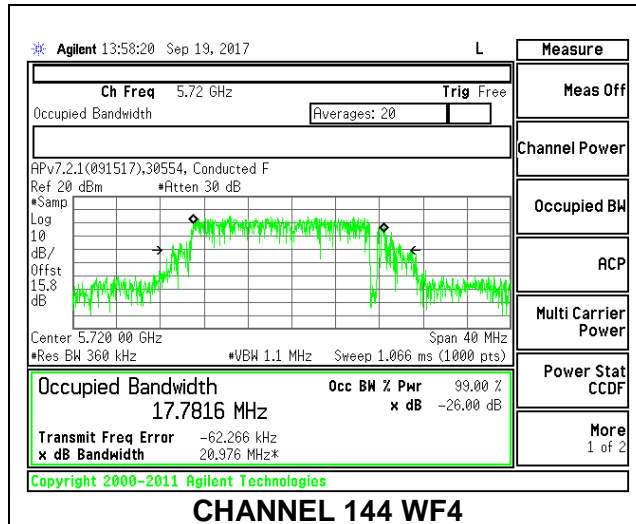 Agilent 13:58:20 Sep 19, 2017 L Measure
Ch Freq 5.72 GHz Trig Free
Meas Off
Occupied Bandwidth Averages: 20
Channel Power
APv7.2.1(091517),30554, Conducted F
Ref 20 dBm #Atten 30 dB
#Samp
Log
10
dB/
Offst
15.8
dB
Occupied BW
ACP
Center 5.720 00 GHz Span 40 MHz
#Res BW 360 kHz #VBW 1.1 MHz Sweep 1.066 ms (1000 pts)
Multi Carrier
Power
Occupied Bandwidth Occ BW % Pwr 99.00 %
17.7816 MHz x dB -26.00 dB
Transmit Freq Error -62.266 kHz
x dB Bandwidth 20.976 MHz*
Power Stat
CCDF
More
1 of 2
Copyright 2000-2011 Agilent Technologies
CHANNEL 144 WF4